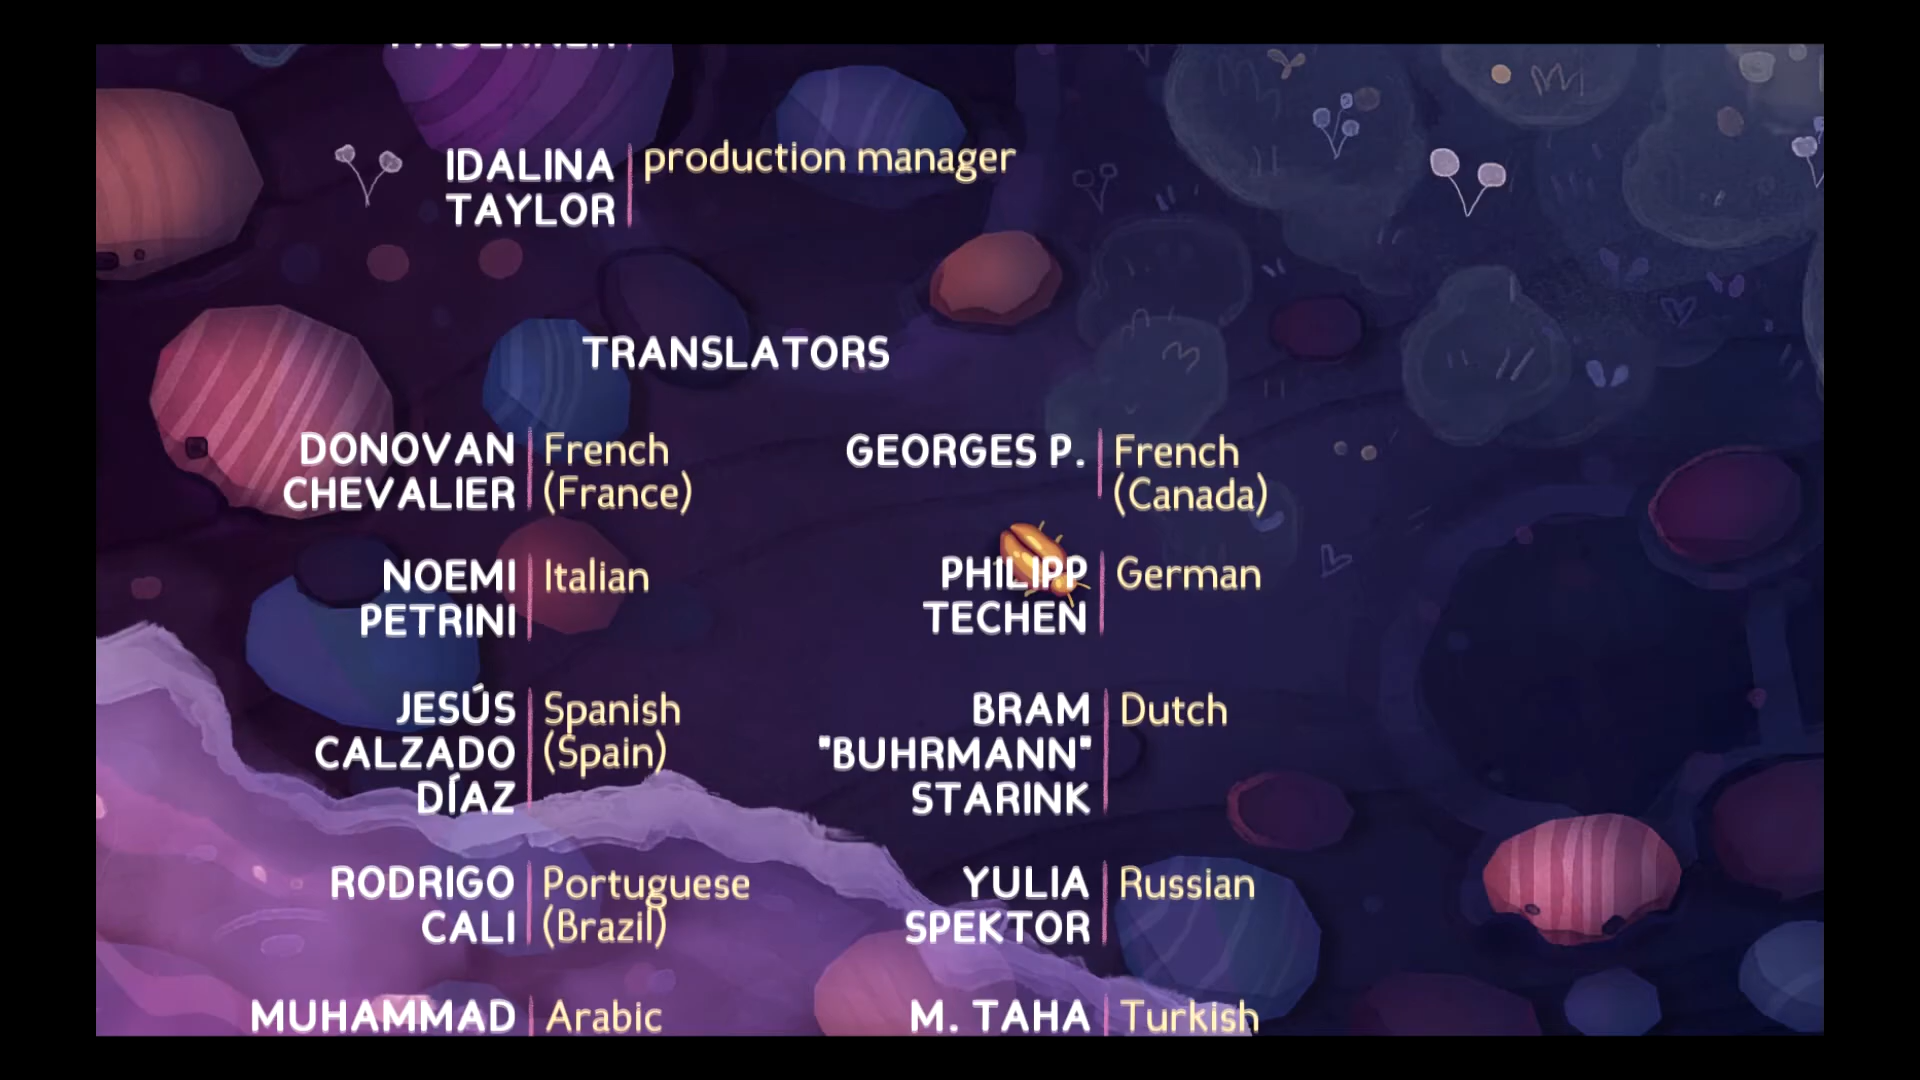 IDALINA production manager
TAYLOR
TRANSLATORS
DONOVAN French
CHEVALIER (France)
GEORGES P. French
(Canada)
NOEMI Italian
PETRINI
PHILIPP German
TECHEN
JESÚS Spanish
CALZADO (Spain)
DÍAZ
BRAM Dutch
"BUHRMANN"
STARINK
RODRIGO Portuguese
CALI (Brazil)
YULIA Russian
SPEKTOR
MUHAMMAD Arabic
M. TAHA Turkish